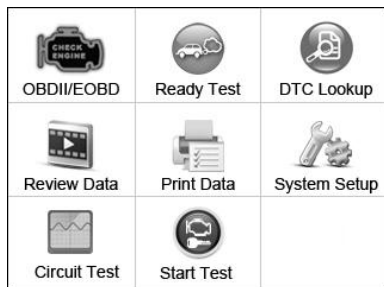 CHECK
ENGINE
OBDII/EOBD
Ready Test
DTC Lookup
Review Data
Print Data
System Setup
Circuit Test
Start Test